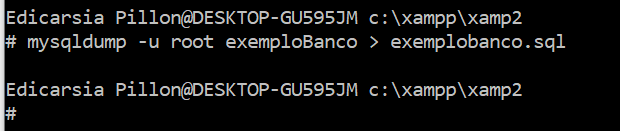 Edicarsia Pillon@DESKTOP-GU595JM c:\xampp\xamp2
# mysqldump -u root exemploBanco > exemplobanco.sql
Edicarsia Pillon@DESKTOP-GU595JM c:\xampp\xamp2
#